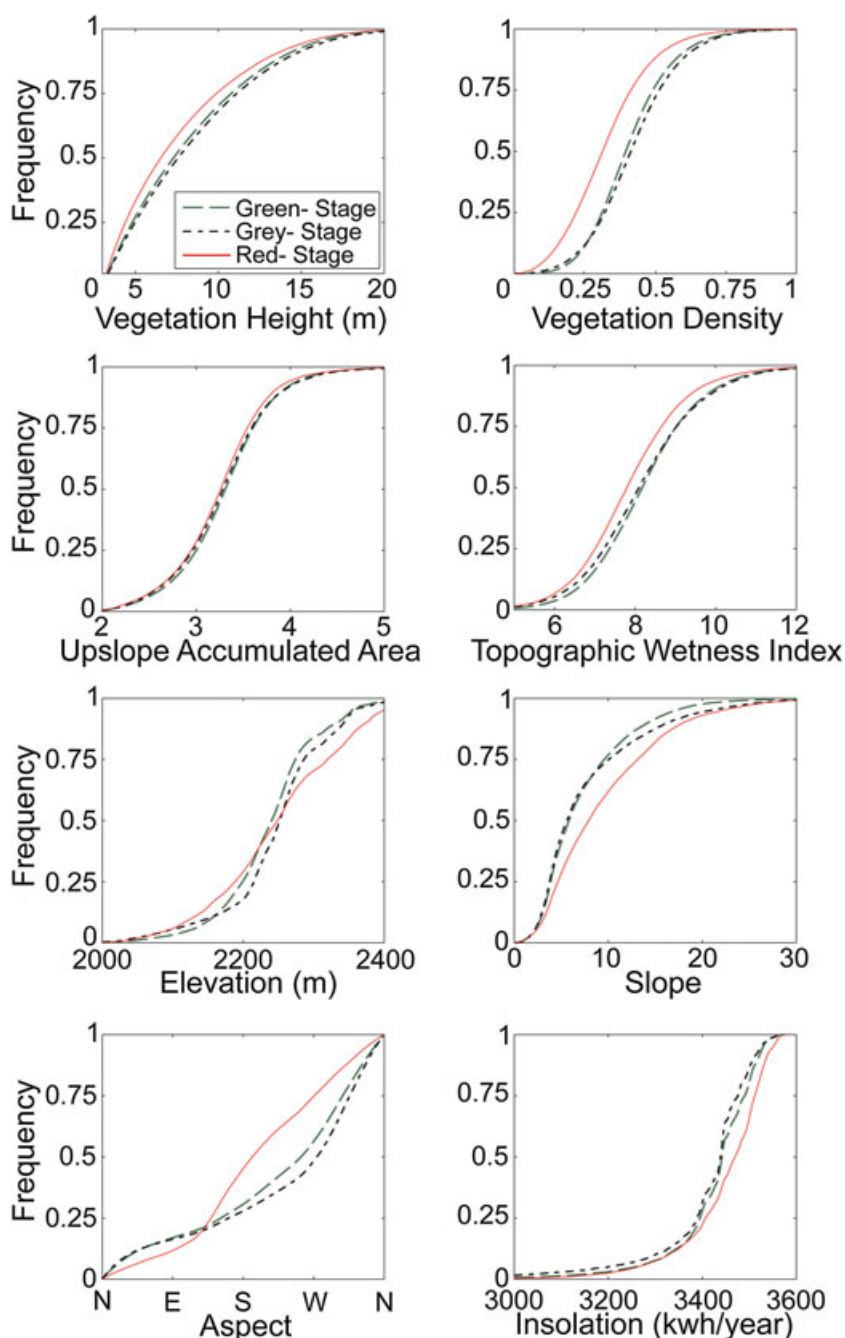 1
0.75
0.5
0.25
0 5 10 15 20
Frequency
Vegetation Height (m)
Green- Stage
Grey- Stage
Red- Stage
1
0.75
0.5
0.25
0
0.25 0.5 0.75 1
Vegetation Density
1
0.75
0.5
0.25
0
2 3 4 5
Frequency
Upslope Accumulated Area
1
0.75
0.5
0.25
0
6 8 10 12
Topographic Wetness Index
1
0.75
0.5
0.25
0
2000 2200 2400
Frequency
Elevation (m)
1
0.75
0.5
0.25
0
0 10 20 30
Slope
1
0.75
0.5
0.25
0
N E S W N
Frequency
Aspect
1
0.75
0.5
0.25
0
3000 3200 3400 3600
Insolation (kwh/year)